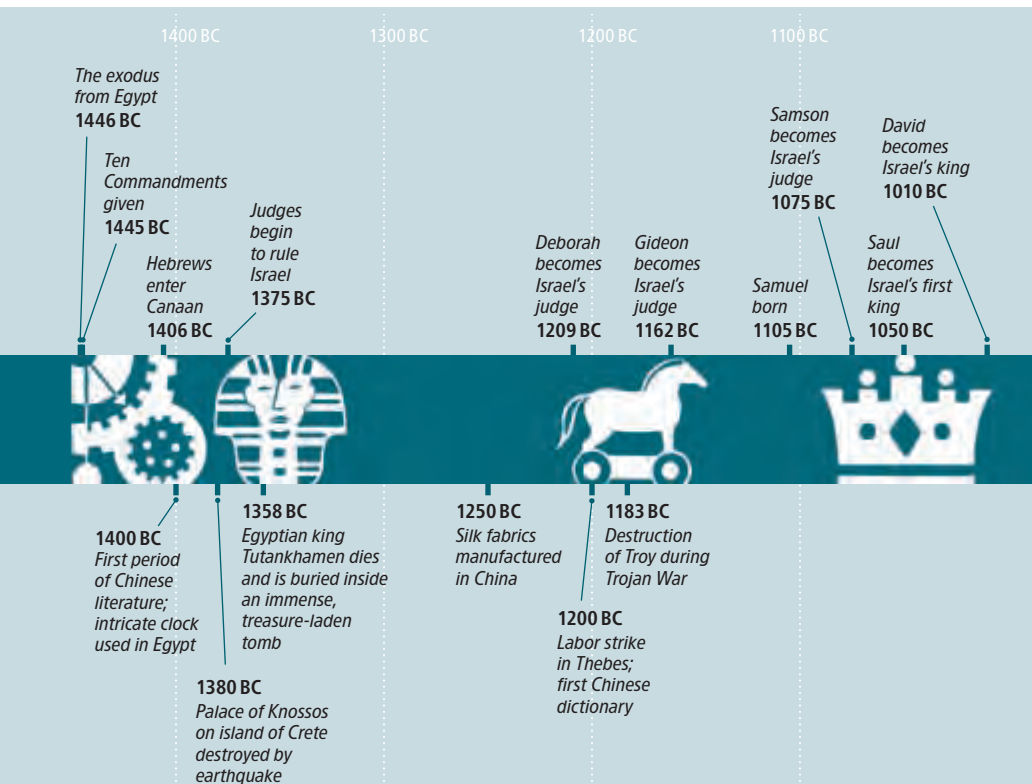 1400 BC
1300 BC
1200 BC
1100 BC
The exodus
from Egypt
1446 BC
Ten
Commandments
given
1445 BC
Hebrews
enter
Canaan
1406 BC
Judges
begin
to rule
Israel
1375 BC
Deborah
becomes
Israel's
judge
1209 BC
Gideon
becomes
Israel's
judge
1162 BC
Samuel
born
1105 BC
Samson
becomes
Israel's
judge
1075 BC
Saul
becomes
Israel's first
king
1050 BC
David
becomes
Israel's king
1010 BC
1400 BC
First period
of Chinese
literature;
intricate clock
used in Egypt
1380 BC
Palace of Knossos
on island of Crete
destroyed by
earthquake
1358 BC
Egyptian king
Tutankhamen dies
and is buried inside
an immense,
treasure-laden
tomb
1250 BC
Silk fabrics
manufactured
in China
1200 BC
Labor strike
in Thebes;
first Chinese
dictionary
1183 BC
Destruction
of Troy during
Trojan War